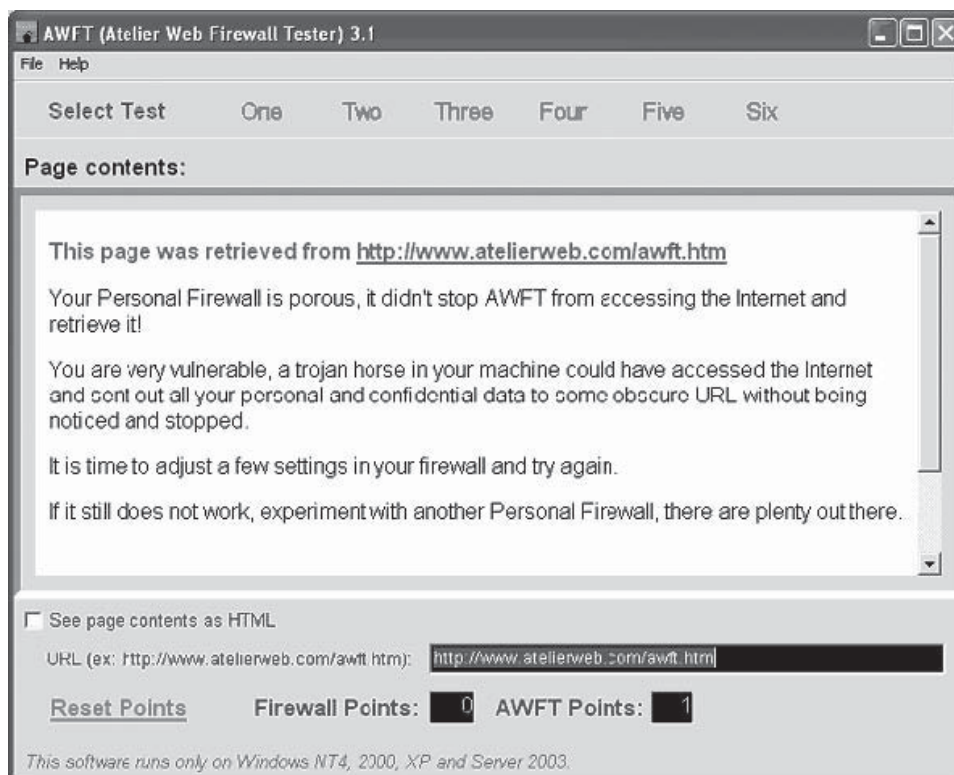 AWFT (Atelier Web Firewall Tester) 3.1
File Help
Select Test One Two Three Four Five Six
Page contents:
This page was retrieved from http://www.atelierweb.com/awft.htm
Your Personal Firewall is porous, it didn't stop AWFT from accessing the Internet and
retrieve it!
You are very vulnerable, a trojan horse in your machine could have accessed the Internet
and sent out all your personal and confidential data to some obscure URL without being
noticed and stopped.
It is time to adjust a few settings in your firewall and try again.
If it still does not work, experiment with another Personal Firewall, there are plenty out there.
See page contents as HTML
URL (ex: http://www.atelierweb.com/awft.htm): http://www.atelierweb.com/awft.htm
Reset Points Firewall Points: 0 AWFT Points: 1
This software runs only on Windows NT4, 2000, XP and Server 2003.